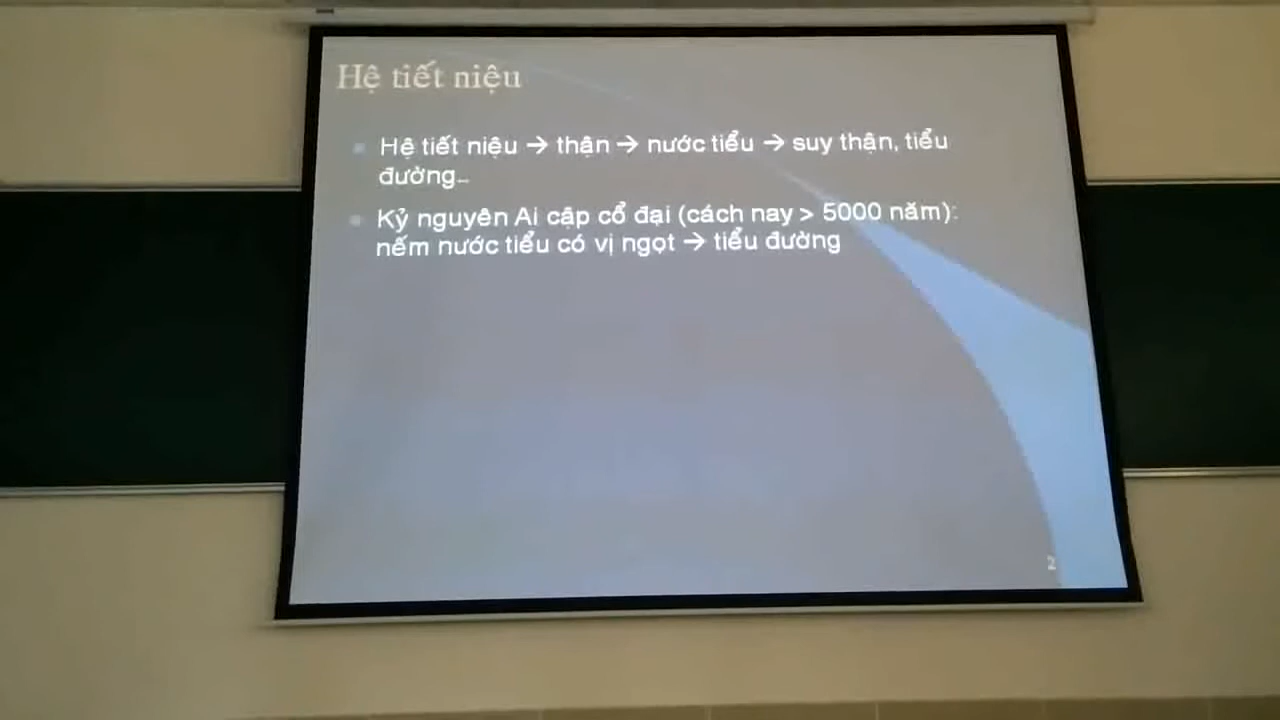 Hệ tiết niệu
Hệ tiết niệu → thận → nước tiểu → suy thận, tiểu
đường…
Kỷ nguyên Ai cập cổ đại (cách nay > 5000 năm):
nếm nước tiểu có vị ngọt → tiểu đường
2